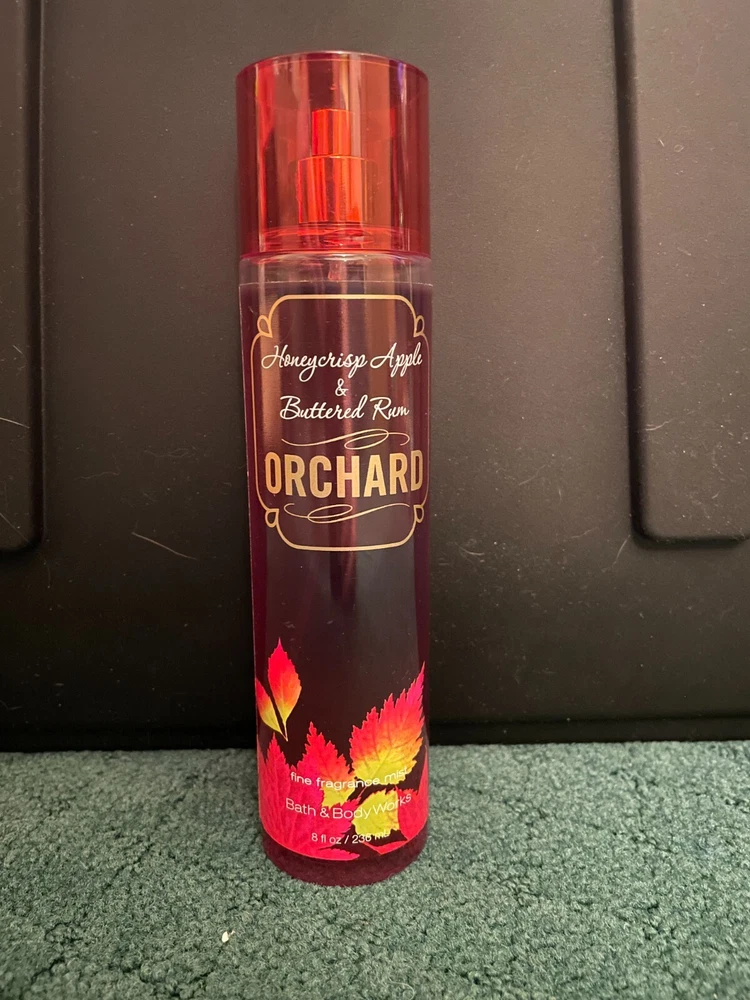 Honeycrisp Apple
&
Buttered Rum
ORCHARD
fine fragrance mist
Bath & Body Works
8 fl oz / 236 mL